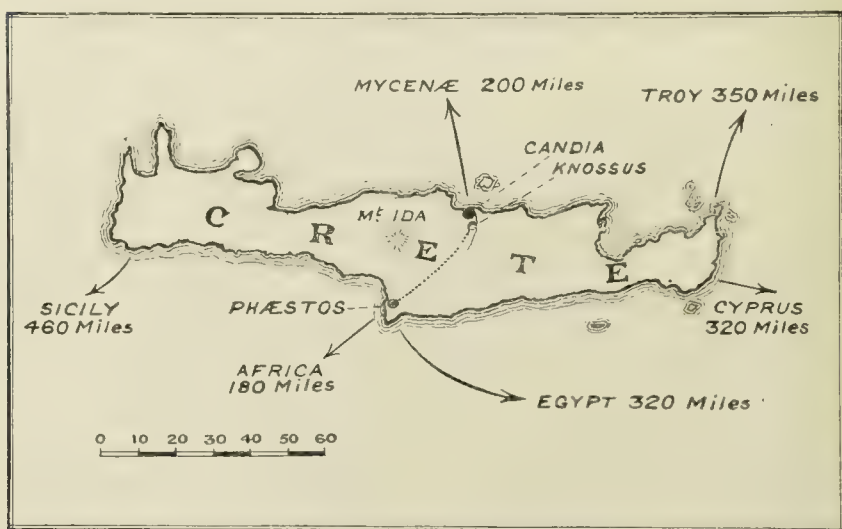 MYCENÆ 200 Miles
TROY 350 Miles
CANDIA
KNOSSUS
Mt IDA
C R E T E
SICILY
460 Miles
PHÆSTOS
AFRICA
180 Miles
CYPRUS
320 Miles
EGYPT 320 Miles
0 10 20 30 40 50 60